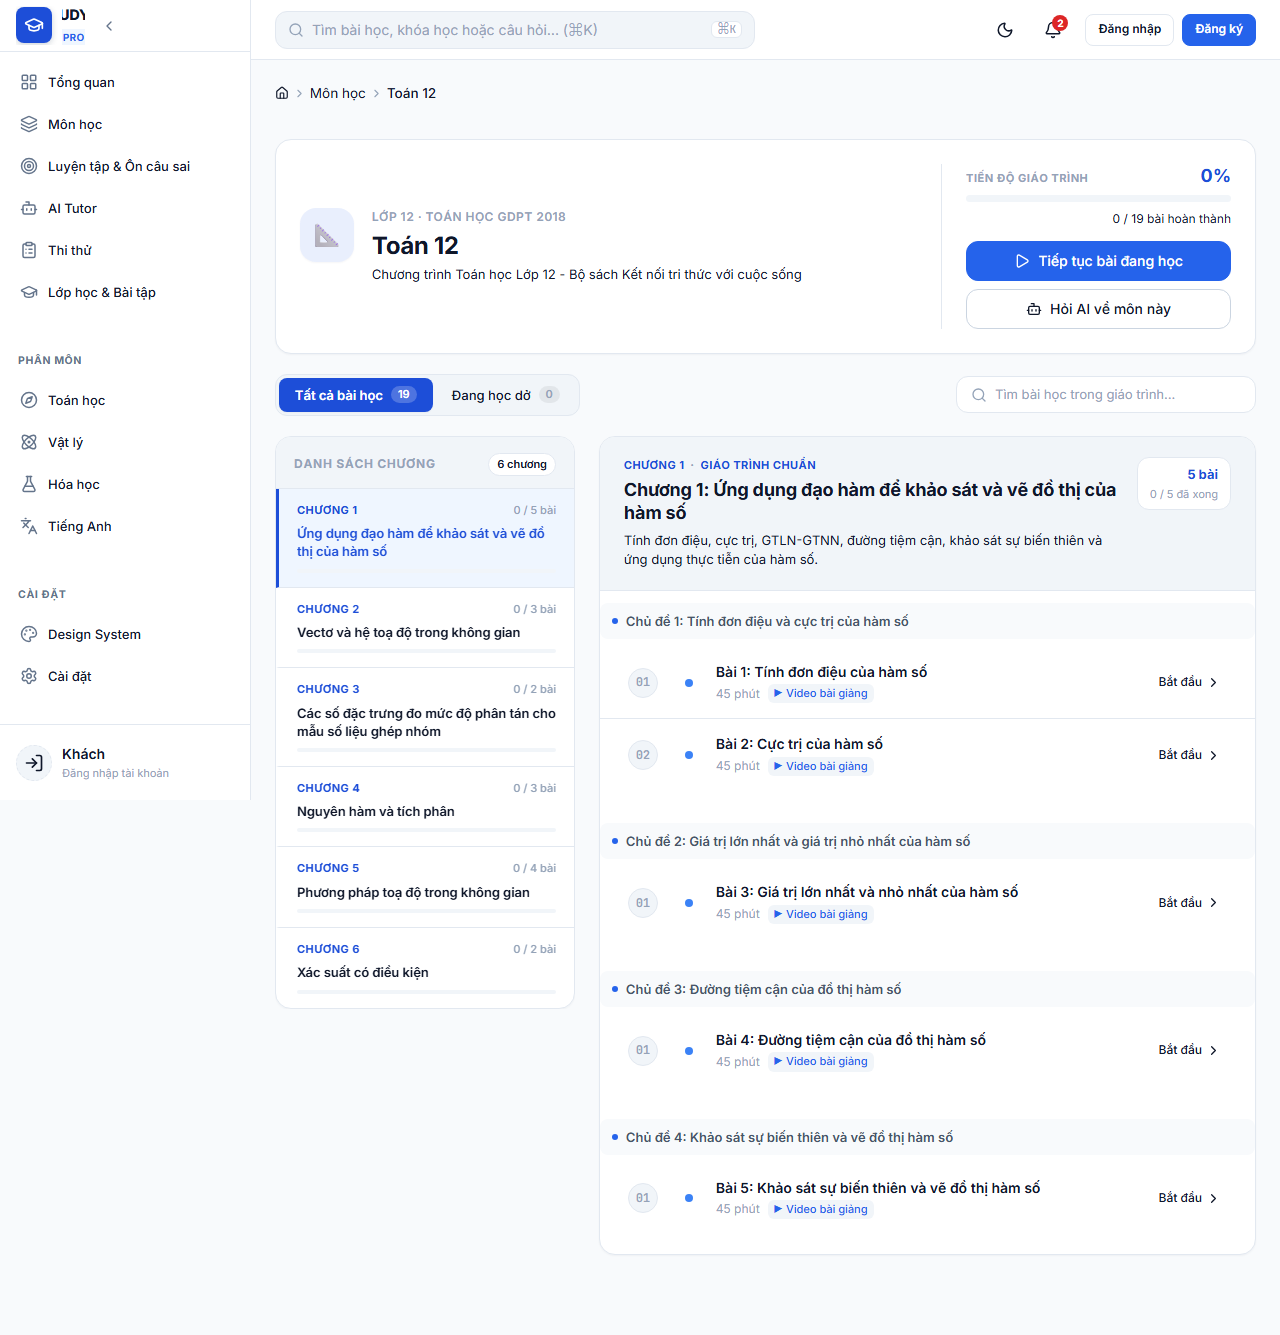 UDY
PRO
Tìm bài học, khóa học hoặc câu hỏi... (⌘K)
⌘K
2
Đăng nhập
Đăng ký
Tổng quan
Môn học
Luyện tập & Ôn câu sai
AI Tutor
Thi thử
Lớp học & Bài tập
PHÂN MÔN
Toán học
Vật lý
Hóa học
Tiếng Anh
CÀI ĐẶT
Design System
Cài đặt
Khách
Đăng nhập tài khoản
Môn học
Toán 12
LỚP 12 · TOÁN HỌC GDPT 2018
Toán 12
Chương trình Toán học Lớp 12 - Bộ sách Kết nối tri thức với cuộc sống
TIẾN ĐỘ GIÁO TRÌNH
0%
0 / 19 bài hoàn thành
Tiếp tục bài đang học
Hỏi AI về môn này
Tất cả bài học 19
Đang học dở 0
Tìm bài học trong giáo trình...
DANH SÁCH CHƯƠNG
6 chương
CHƯƠNG 1
0 / 5 bài
Ứng dụng đạo hàm để khảo sát và vẽ đồ
thị của hàm số
CHƯƠNG 2
0 / 3 bài
Vectơ và hệ toạ độ trong không gian
CHƯƠNG 3
0 / 2 bài
Các số đặc trưng đo mức độ phân tán cho
mẫu số liệu ghép nhóm
CHƯƠNG 4
0 / 3 bài
Nguyên hàm và tích phân
CHƯƠNG 5
0 / 4 bài
Phương pháp toạ độ trong không gian
CHƯƠNG 6
0 / 2 bài
Xác suất có điều kiện
CHƯƠNG 1 · GIÁO TRÌNH CHUẨN
Chương 1: Ứng dụng đạo hàm để khảo sát và vẽ đồ thị của
hàm số
Tính đơn điệu, cực trị, GTLN-GTNN, đường tiệm cận, khảo sát sự biến thiên và
ứng dụng thực tiễn của hàm số.
5 bài
0 / 5 đã xong
Chủ đề 1: Tính đơn điệu và cực trị của hàm số
01
Bài 1: Tính đơn điệu của hàm số
45 phút
Video bài giảng
Bắt đầu
02
Bài 2: Cực trị của hàm số
45 phút
Video bài giảng
Bắt đầu
Chủ đề 2: Giá trị lớn nhất và giá trị nhỏ nhất của hàm số
01
Bài 3: Giá trị lớn nhất và nhỏ nhất của hàm số
45 phút
Video bài giảng
Bắt đầu
Chủ đề 3: Đường tiệm cận của đồ thị hàm số
01
Bài 4: Đường tiệm cận của đồ thị hàm số
45 phút
Video bài giảng
Bắt đầu
Chủ đề 4: Khảo sát sự biến thiên và vẽ đồ thị hàm số
01
Bài 5: Khảo sát sự biến thiên và vẽ đồ thị hàm số
45 phút
Video bài giảng
Bắt đầu